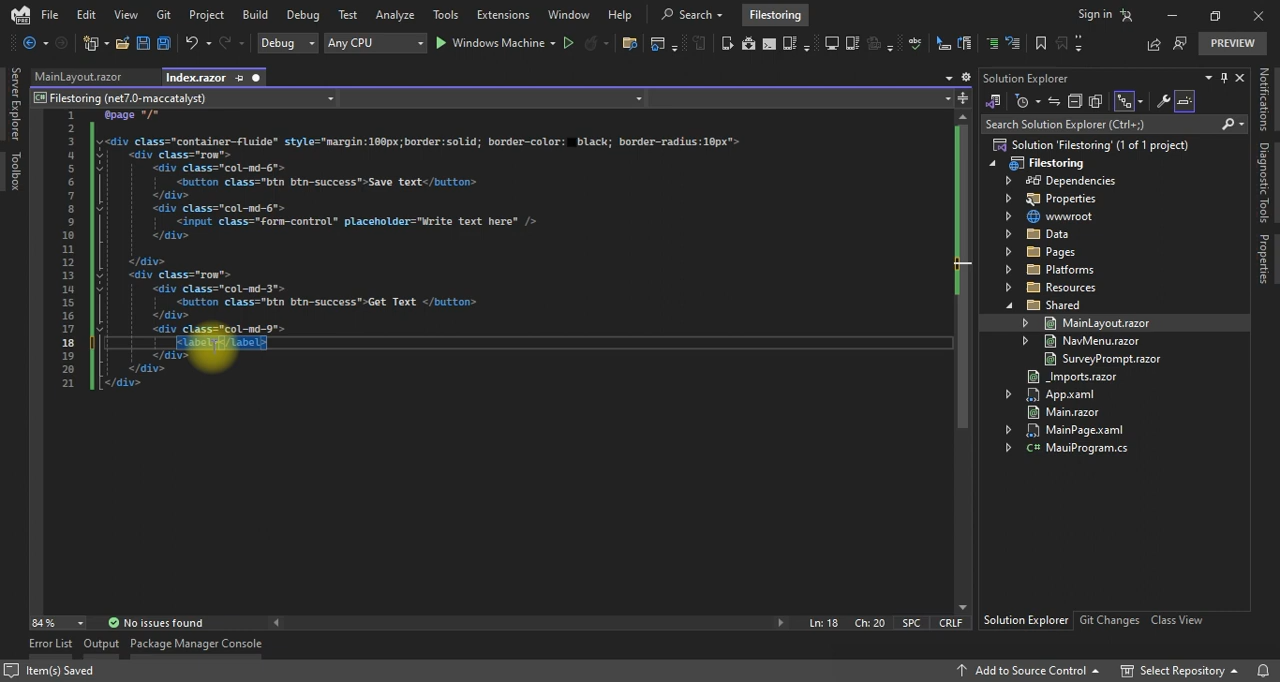 File Edit View Git Project Build Debug Test Analyze Tools Extensions Window Help Search Filestoring Sign in
Debug Any CPU Windows Machine PREVIEW
MainLayout.razor Index.razor
Filestoring (net7.0-maccatalyst)
1 @page "/"
2
3 <div class="container-fluide" style="margin:100px;border:solid; border-color: black; border-radius:10px">
4 <div class="row">
5 <div class="col-md-6">
6 <button class="btn btn-success">Save text</button>
7 </div>
8 <div class="col-md-6">
9 <input class="form-control" placeholder="Write text here" />
10 </div>
11
12 </div>
13 <div class="row">
14 <div class="col-md-3">
15 <button class="btn btn-success">Get Text </button>
16 </div>
17 <div class="col-md-9">
18 <label></label>
19 </div>
20 </div>
21 </div>
84 % No issues found Ln: 18 Ch: 20 SPC CRLF
Error List Output Package Manager Console
Item(s) Saved Add to Source Control Select Repository
Server Explorer
Toolbox
Solution Explorer
Search Solution Explorer (Ctrl+;)
Solution 'Filestoring' (1 of 1 project)
Filestoring
Dependencies
Properties
wwwroot
Data
Pages
Platforms
Resources
Shared
MainLayout.razor
NavMenu.razor
SurveyPrompt.razor
_Imports.razor
App.xaml
Main.razor
MainPage.xaml
C# MauiProgram.cs
Solution Explorer Git Changes Class View
Notifications
Diagnostic Tools
Properties